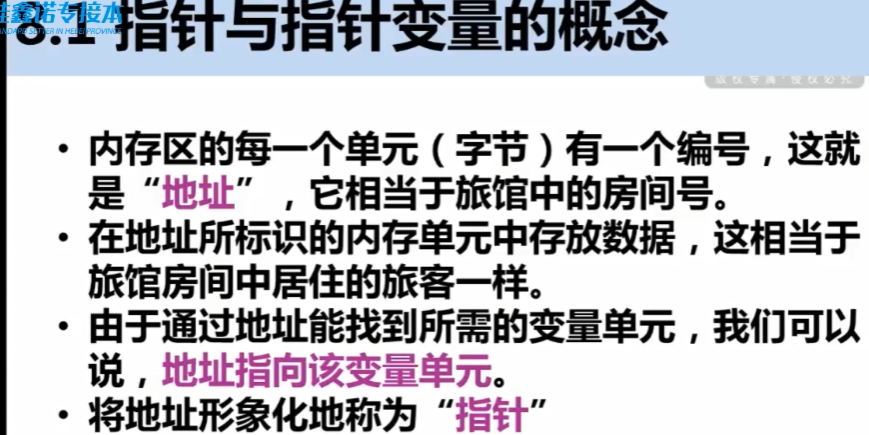 鑫诺专接本
6.1 指针与指针变量的概念
版权专属 侵权必究
• 内存区的每一个单元（字节）有一个编号，这就
是“地址”，它相当于旅馆中的房间号。
• 在地址所标识的内存单元中存放数据，这相当于
旅馆房间中居住的旅客一样。
• 由于通过地址能找到所需的变量单元，我们可以
说，地址指向该变量单元。
• 将地址形象化地称为“指针”